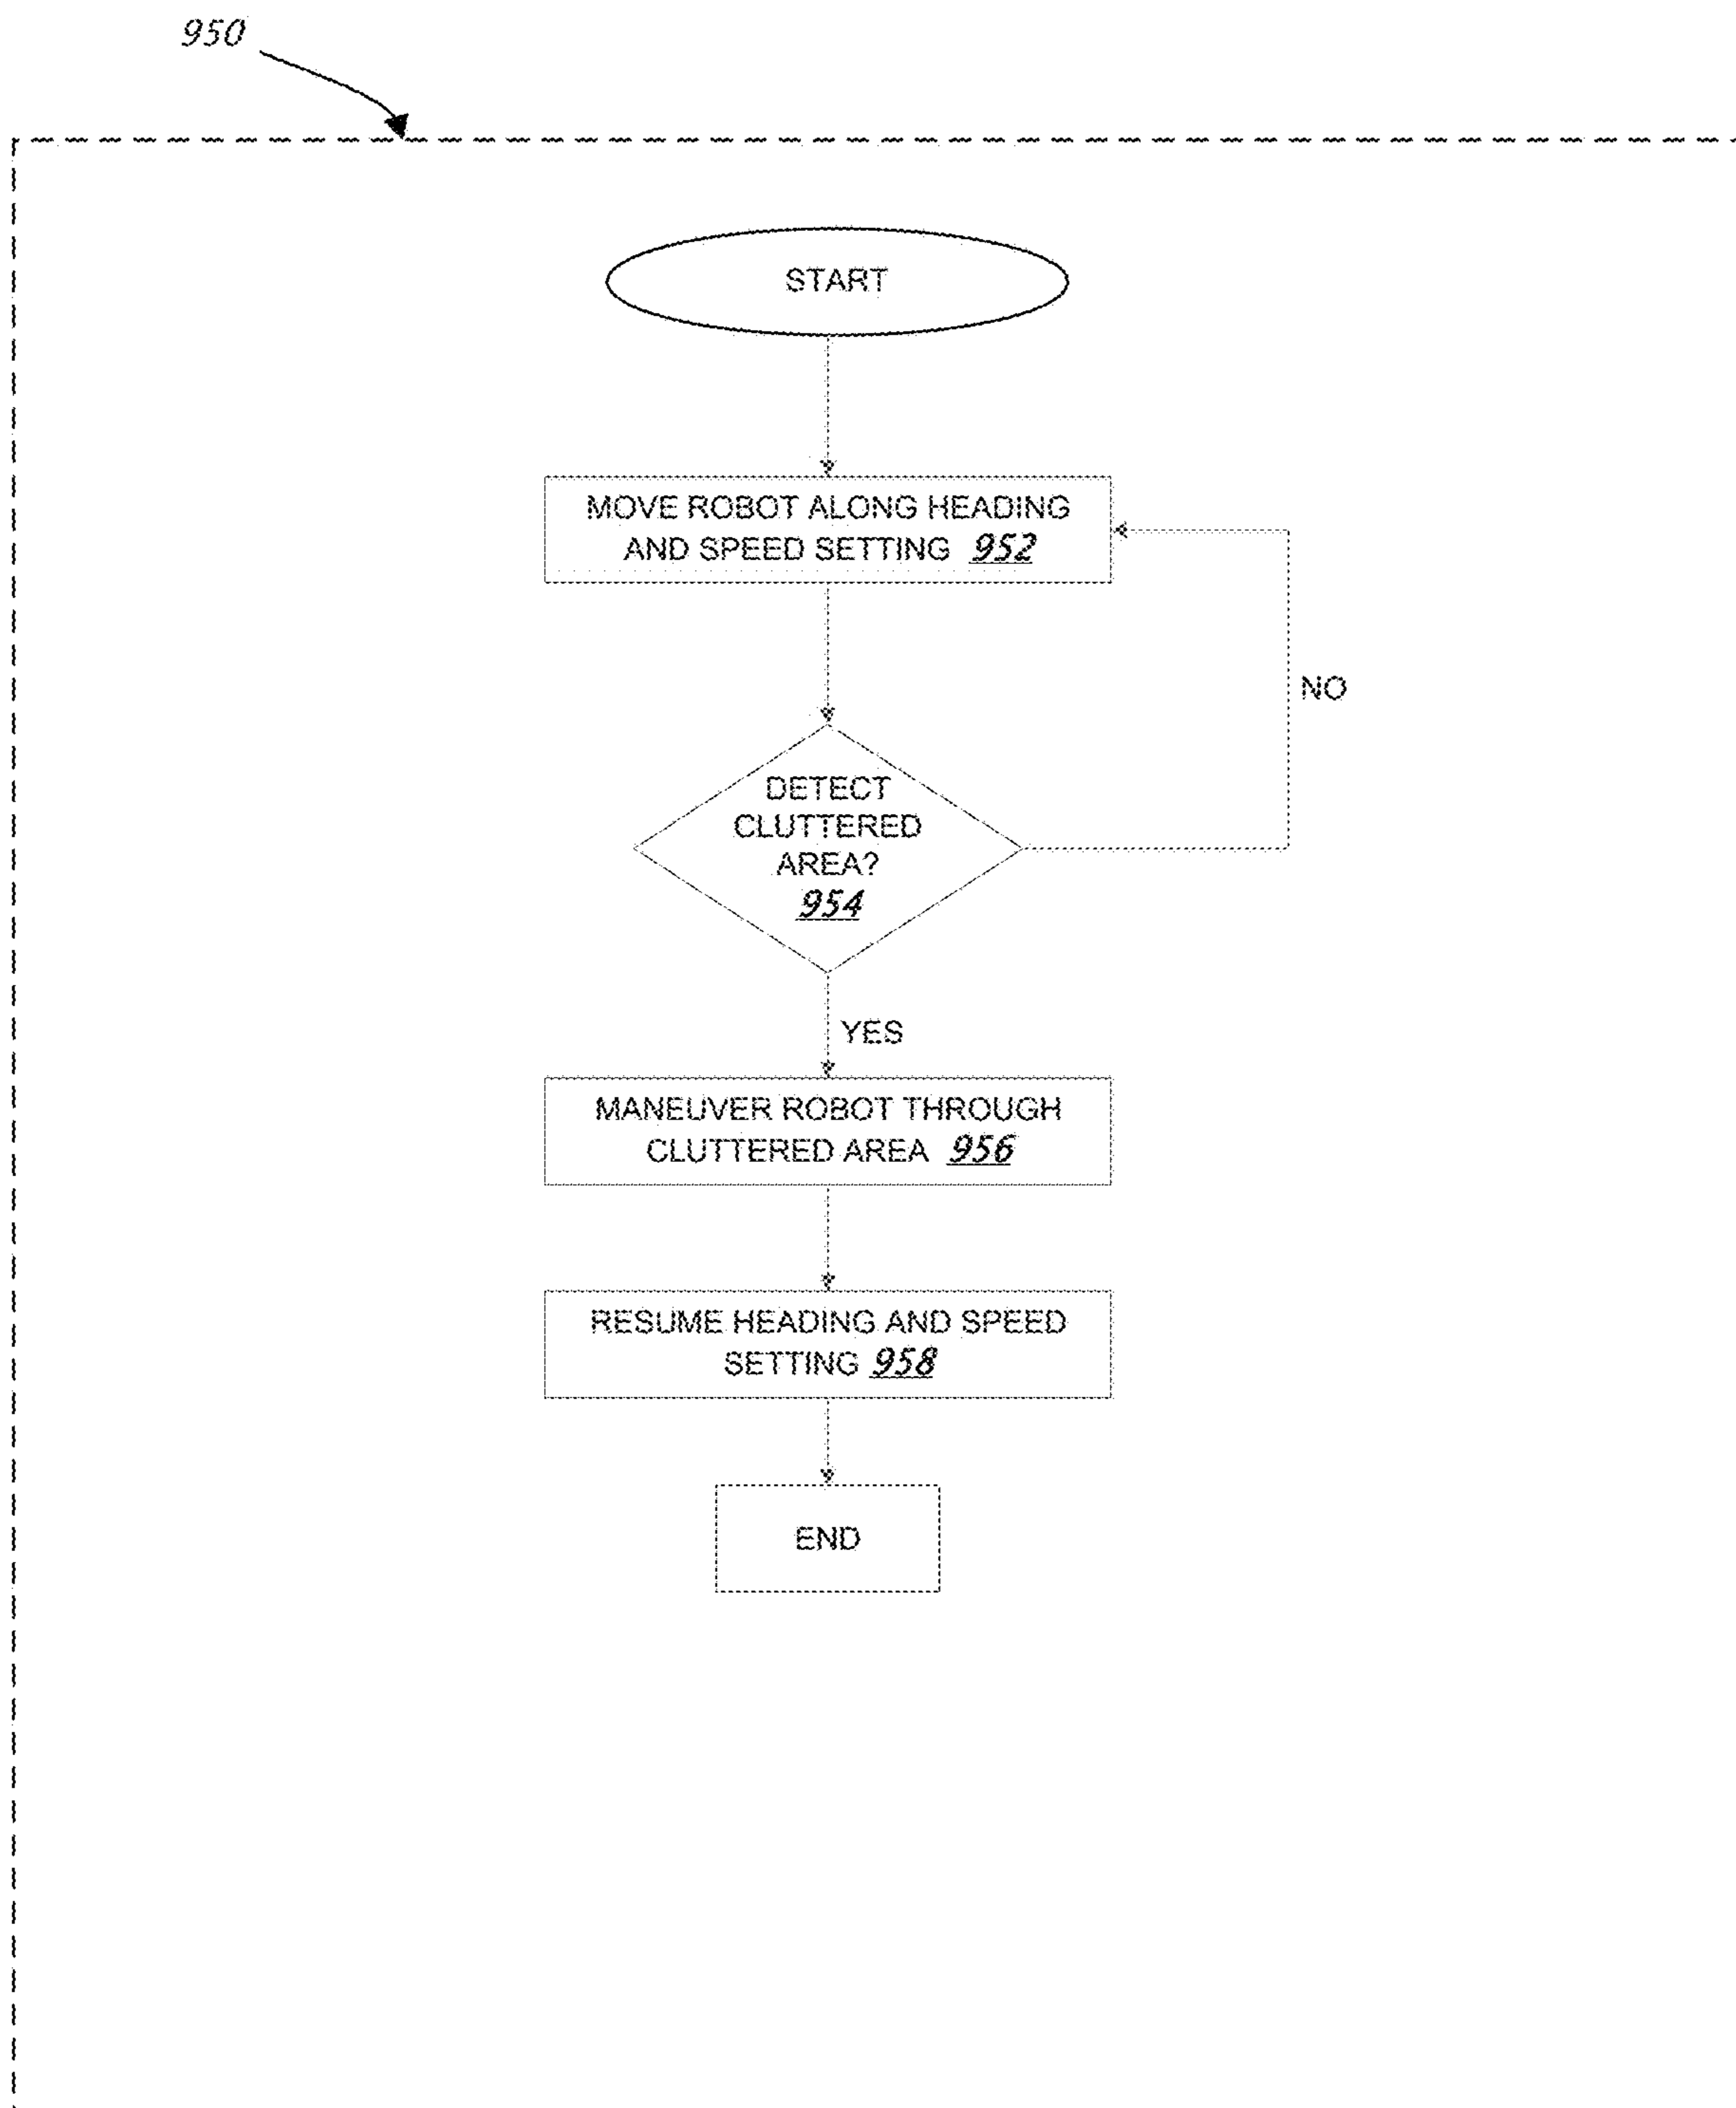 950
START
MOVE ROBOT ALONG HEADING
AND SPEED SETTING 952
NO
DETECT
CLUTTERED
AREA?
954
YES
MANEUVER ROBOT THROUGH
CLUTTERED AREA 956
RESUME HEADING AND SPEED
SETTING 958
END